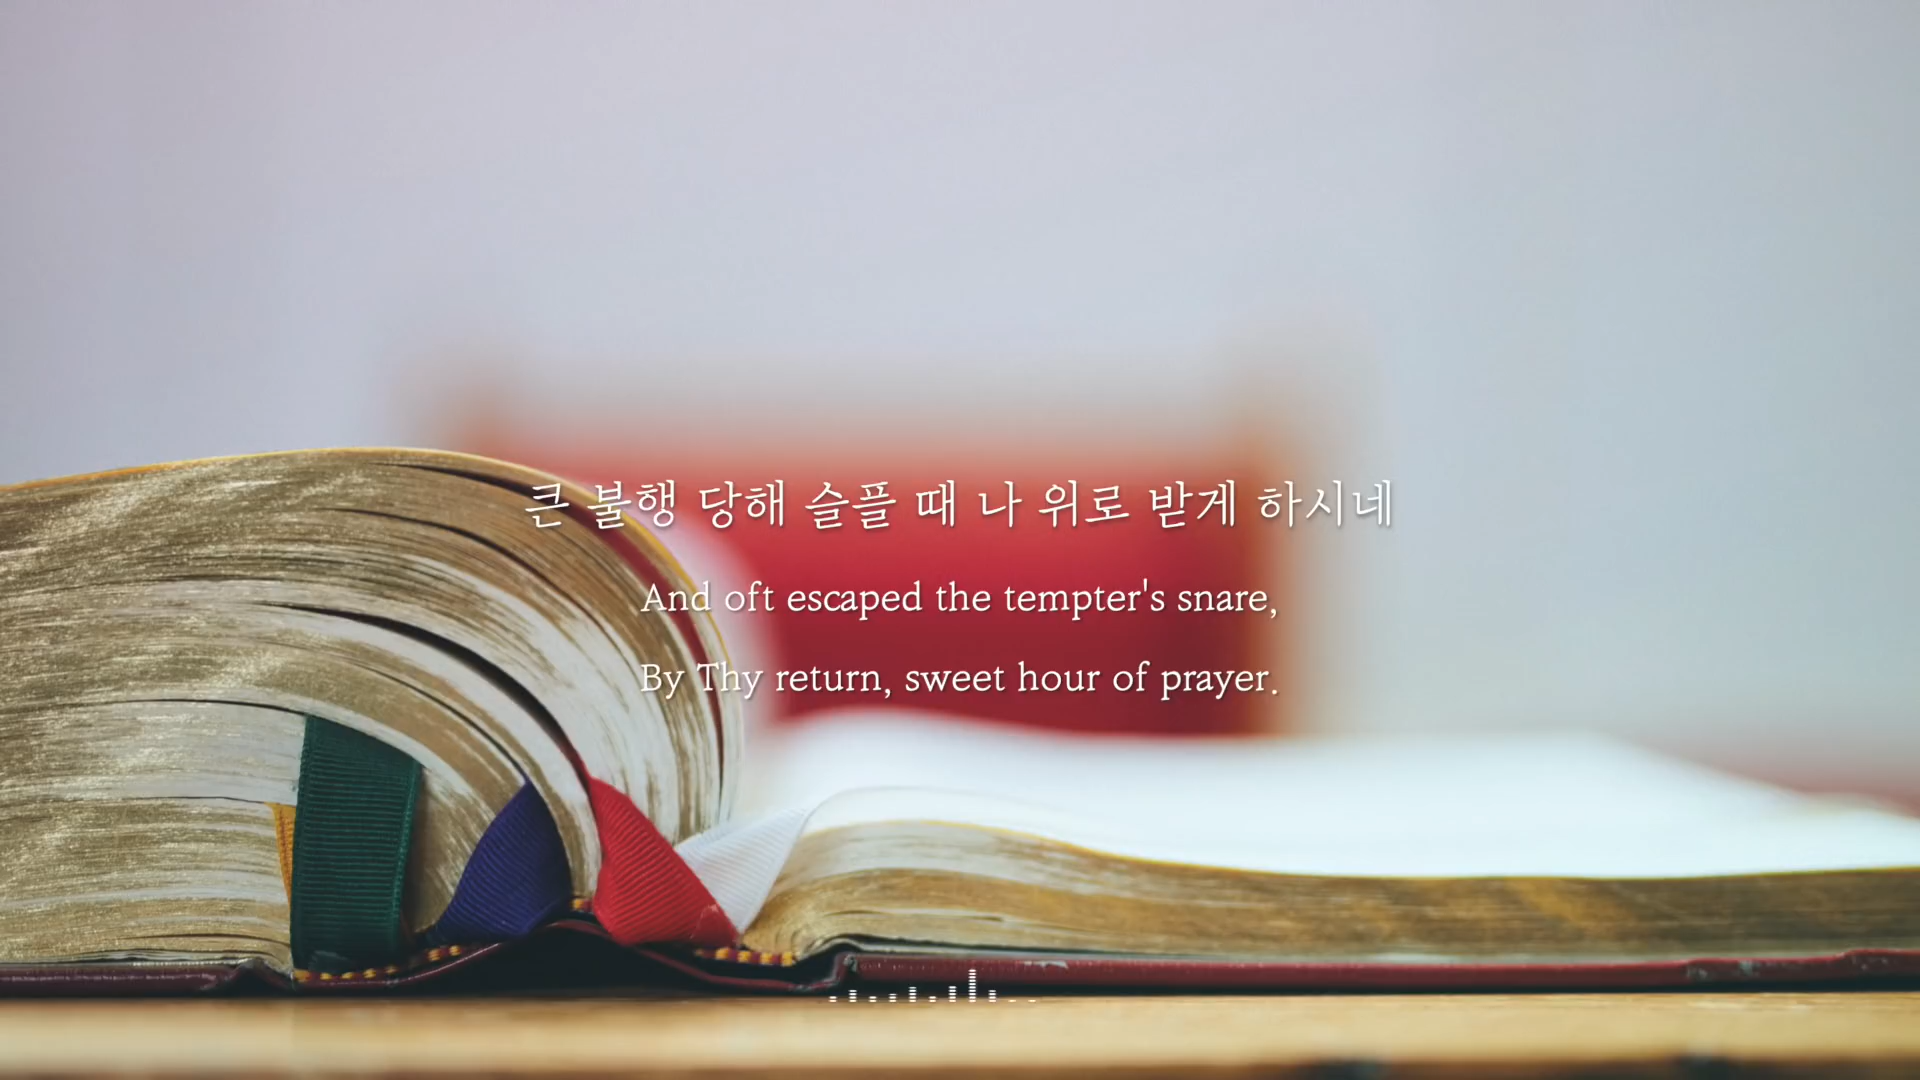 큰 불행 당해 슬플 때 나 위로 받게 하시네
And oft escaped the tempter's snare,
By Thy return, sweet hour of prayer.